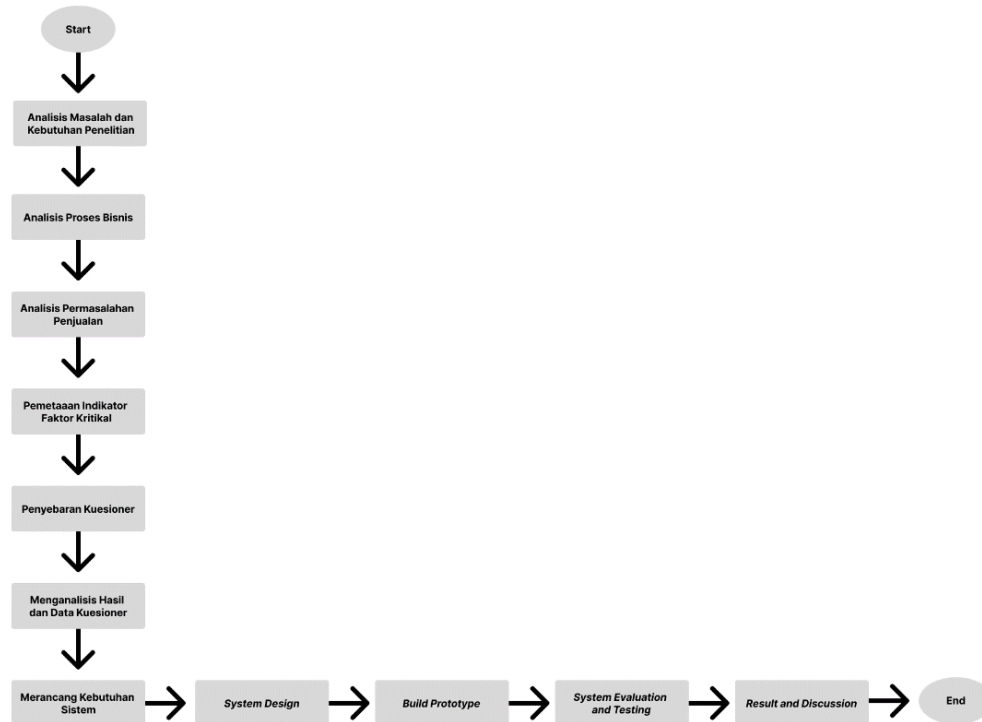 Start
Analisis Masalah dan
Kebutuhan Penelitian
Analisis Proses Bisnis
Analisis Permasalahan
Penjualan
Pemetaaan Indikator
Faktor Kritikal
Penyebaran Kuesioner
Menganalisis Hasil
dan Data Kuesioner
Merancang Kebutuhan
Sistem
System Design
Build Prototype
System Evaluation
and Testing
Result and Discussion
End